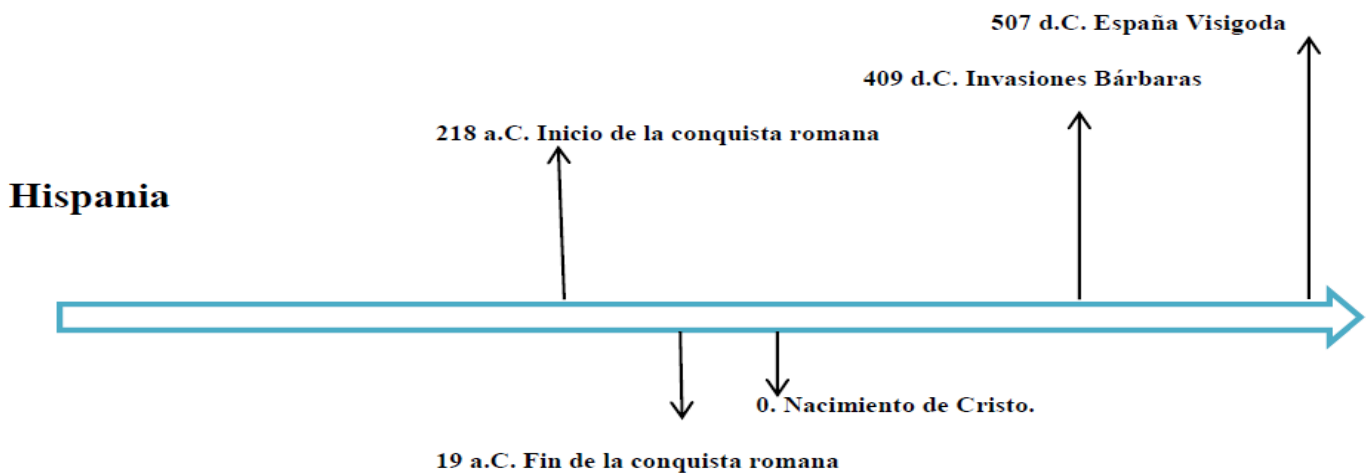 507 d.C. España Visigoda
409 d.C. Invasiones Bárbaras
218 a.C. Inicio de la conquista romana
Hispania
0. Nacimiento de Cristo.
19 a.C. Fin de la conquista romana